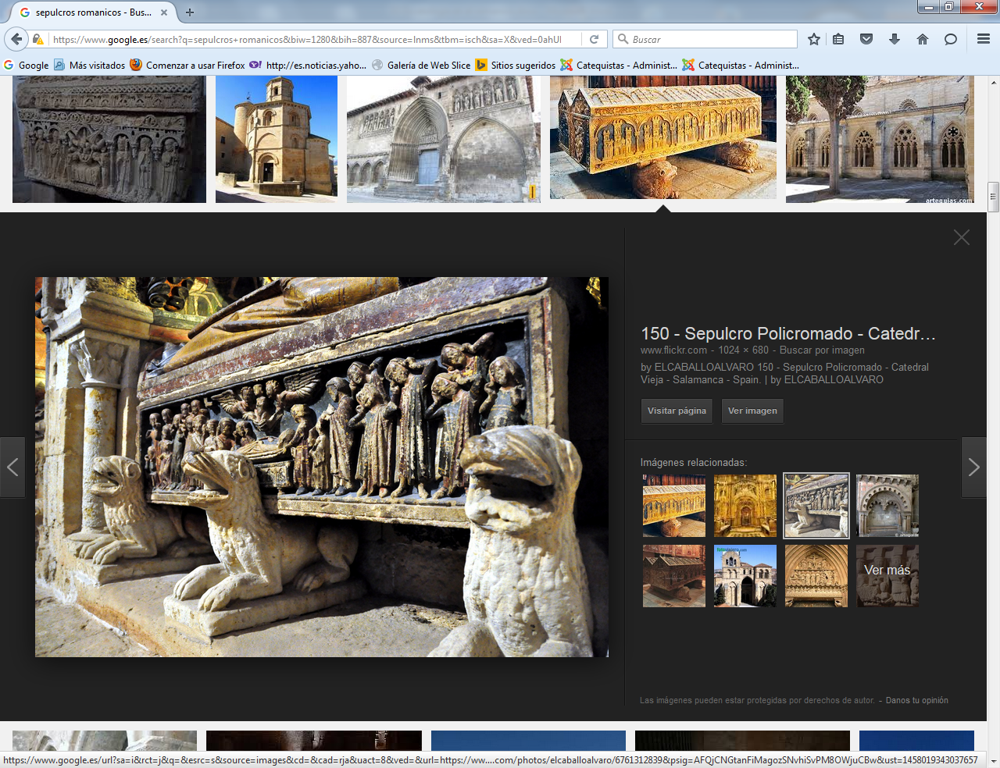 sepulcros romanicos - Bus...
https://www.google.es/search?q=sepulcros+romanicos&biw=1280&bih=887&source=lnms&tbm=isch&sa=X&ved=0ahUI
Buscar
Google
Más visitados
Comenzar a usar Firefox
http://es.noticias.yaho...
Galería de Web Slice
Sitios sugeridos
Catequistas - Administ...
Catequistas - Administ...
arteguias.com
150 - Sepulcro Policromado - Catedr...
www.flickr.com - 1024 × 680 - Buscar por imagen
by ELCABALLOALVARO 150 - Sepulcro Policromado - Catedral
Vieja - Salamanca - Spain. | by ELCABALLOALVARO
Visitar página
Ver imagen
Imágenes relacionadas:
© arteguias
fotoviajero.com
Ver más
Las imágenes pueden estar protegidas por derechos de autor. - Danos tu opinión
https://www.google.es/url?sa=i&rct=j&q=&esrc=s&source=images&cd=&cad=rja&uact=8&ved=&url=https://ww....com/photos/elcaballoalvaro/6761312839&psig=AFQjCNGtanFiMagozSNvhiSvPM8OWjuCBw&ust=1458019343037657